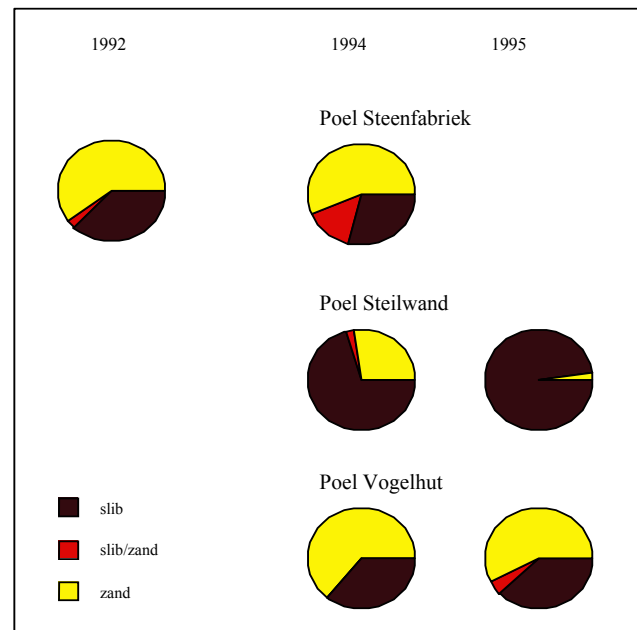 1992 1994 1995
Poel Steenfabriek
Poel Steilwand
Poel Vogelhut
slib
slib/zand
zand